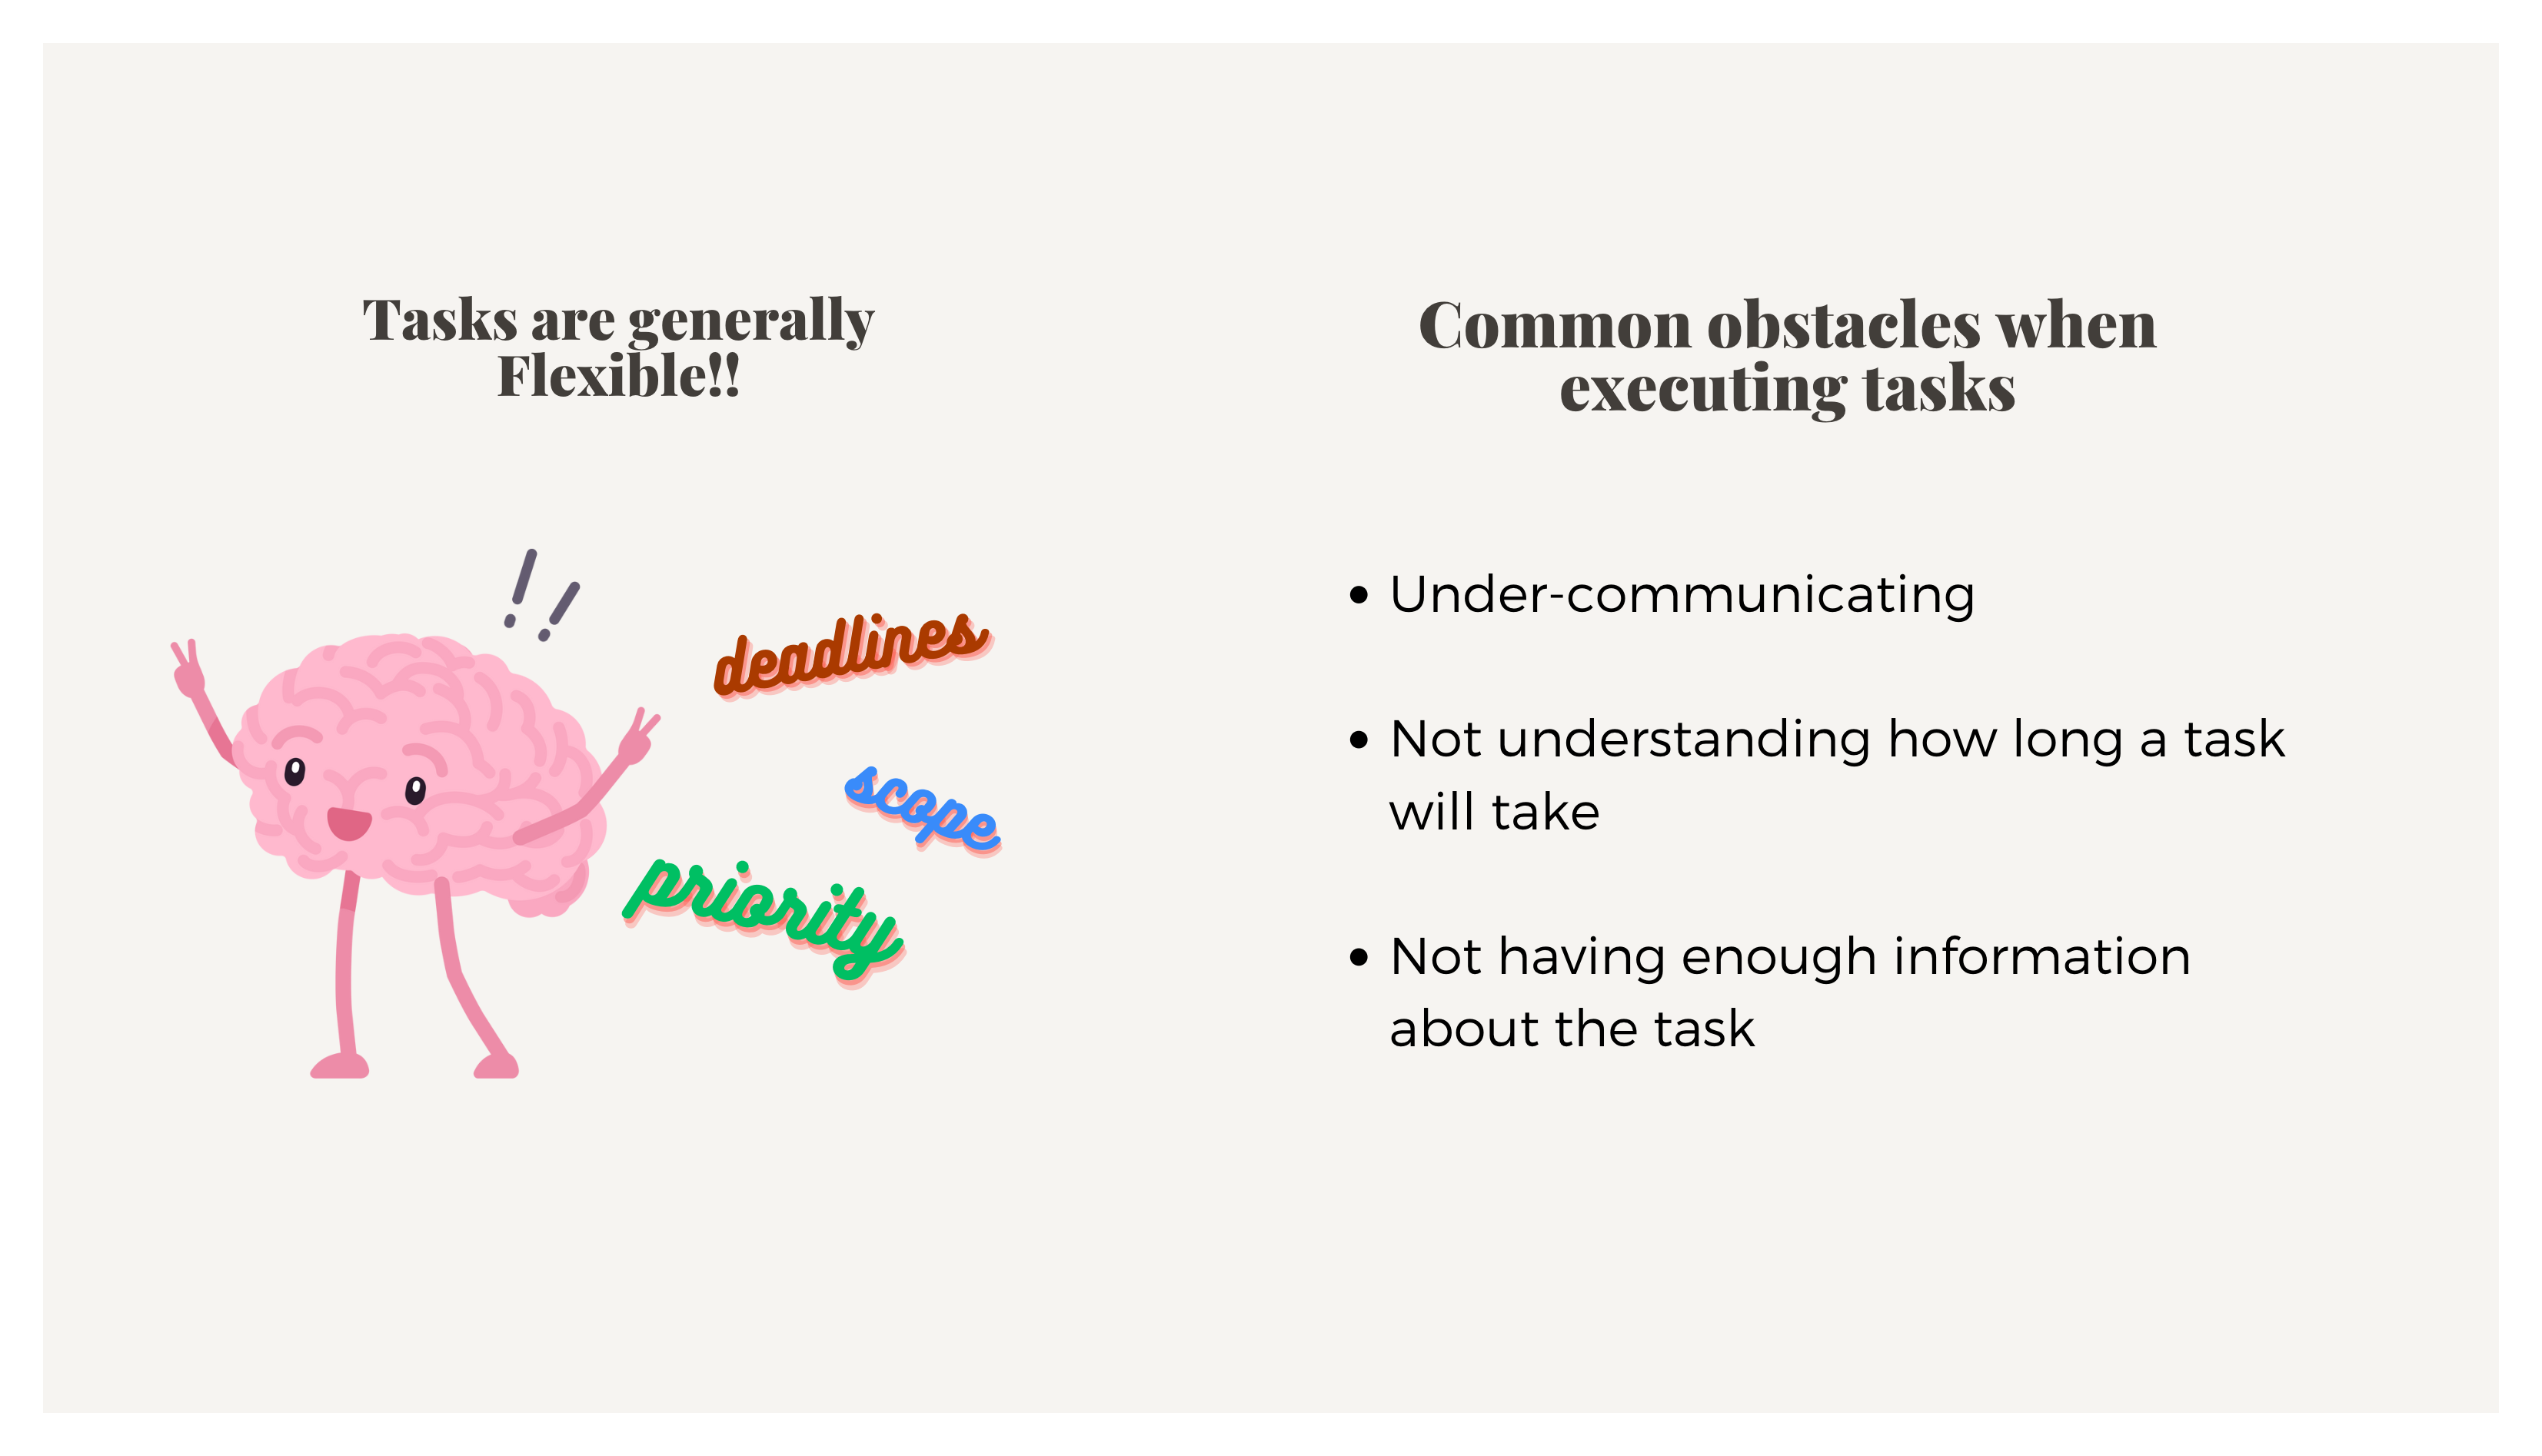 Tasks are generally
Flexible!!
deadlines
scope
priority
Common obstacles when
executing tasks
• Under-communicating
• Not understanding how long a task
will take
• Not having enough information
about the task